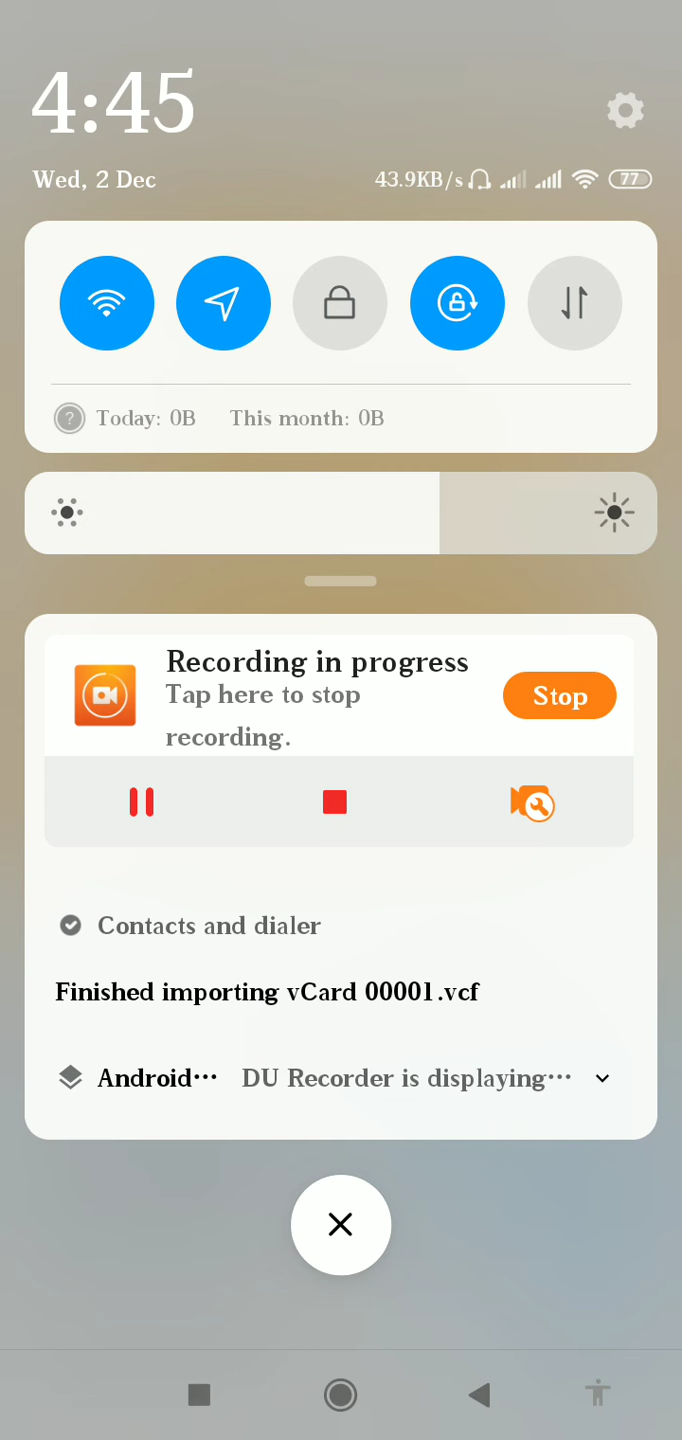 4:45
Wed, 2 Dec
43.9KB/s
77
Today: 0B This month: 0B
Recording in progress
Tap here to stop
recording.
Stop
Contacts and dialer
Finished importing vCard 00001.vcf
Android··· DU Recorder is displaying···